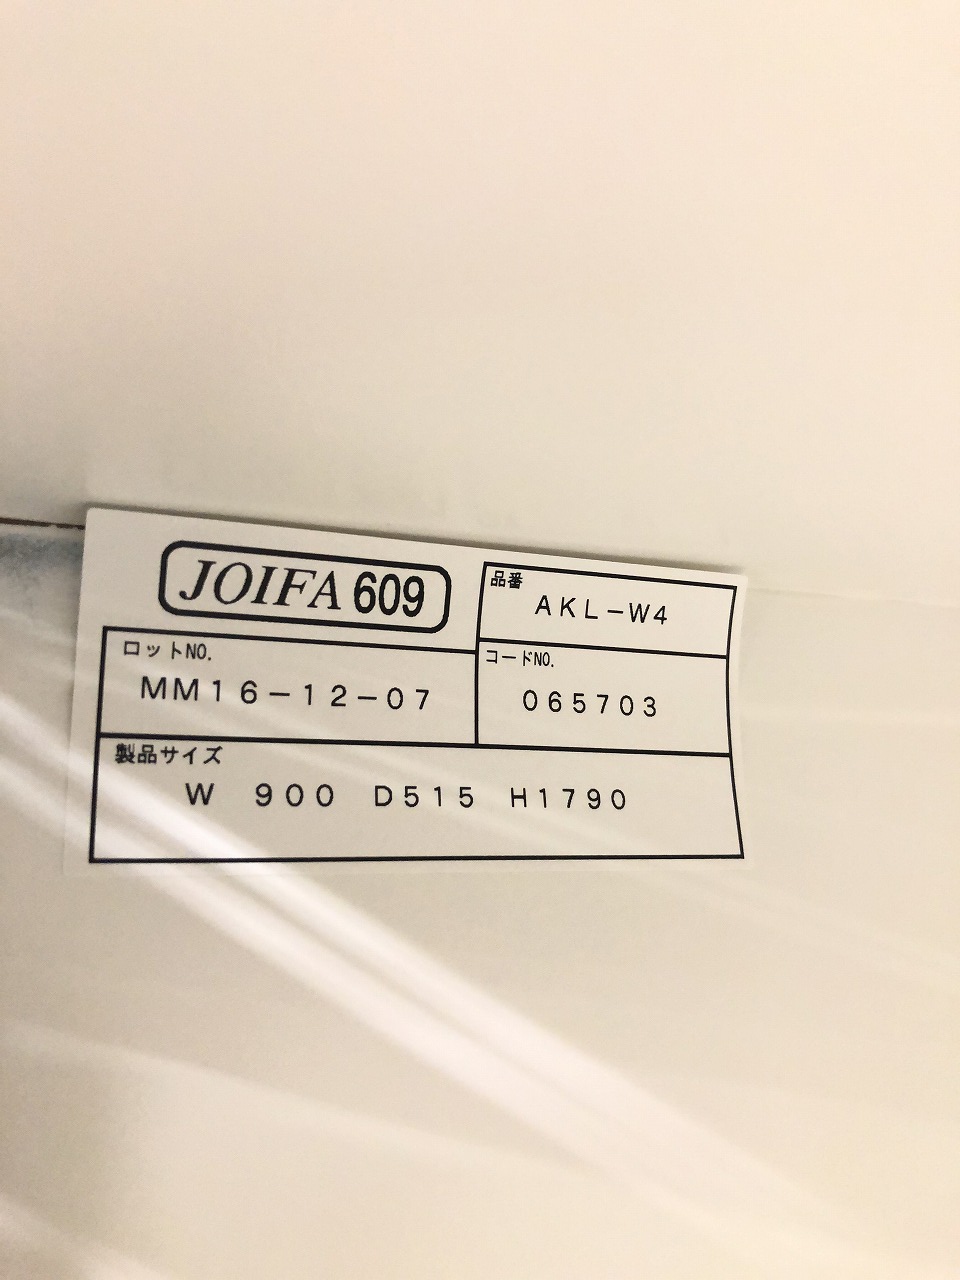 JOIFA 609
品番
AKL-W4
ロットNO.
MM16-12-07
コードNO.
065703
製品サイズ
W 900 D515 H1790